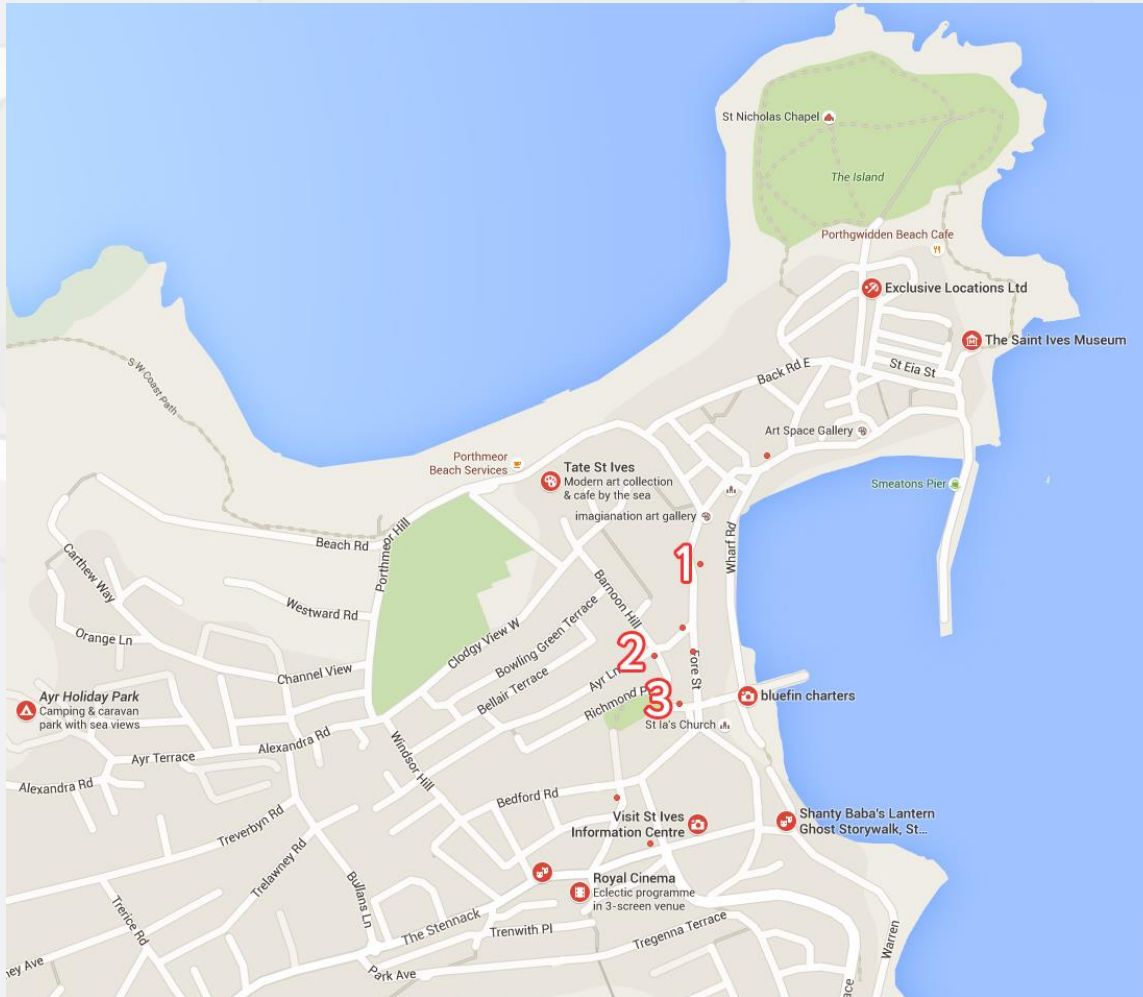 St Nicholas Chapel
The Island
Porthgwidden Beach Cafe
Exclusive Locations Ltd
The Saint Ives Museum
St Eia St
Back Rd E
S W Coast Path
Art Space Gallery
Porthmeor
Beach Services
Tate St Ives
Modern art collection
& cafe by the sea
Smeatons Pier
imagianation art gallery
Beach Rd
Porthmeor Hill
Wharf Rd
1
Carthew Way
Barnoon Hill
Westward Rd
Orange Ln
Clodgy View W
Bowling Green Terrace
2
Channel View
Bellair Terrace
Ayr Ln
Fore St
Ayr Holiday Park
Camping & caravan
park with sea views
Richmond P
3
bluefin charters
St Ia's Church
Alexandra Rd
Ayr Terrace
Windsor Hill
Alexandra Rd
Bedford Rd
Treverbyn Rd
Visit St Ives
Information Centre
Shanty Baba's Lantern
Ghost Storywalk, St...
Trelawney Rd
Royal Cinema
Eclectic programme
in 3-screen venue
Bullans Ln
Trerice Rd
The Stennack
Trenwith Pl
Tregenna Terrace
Warren
ney Ave
Park Ave
ace